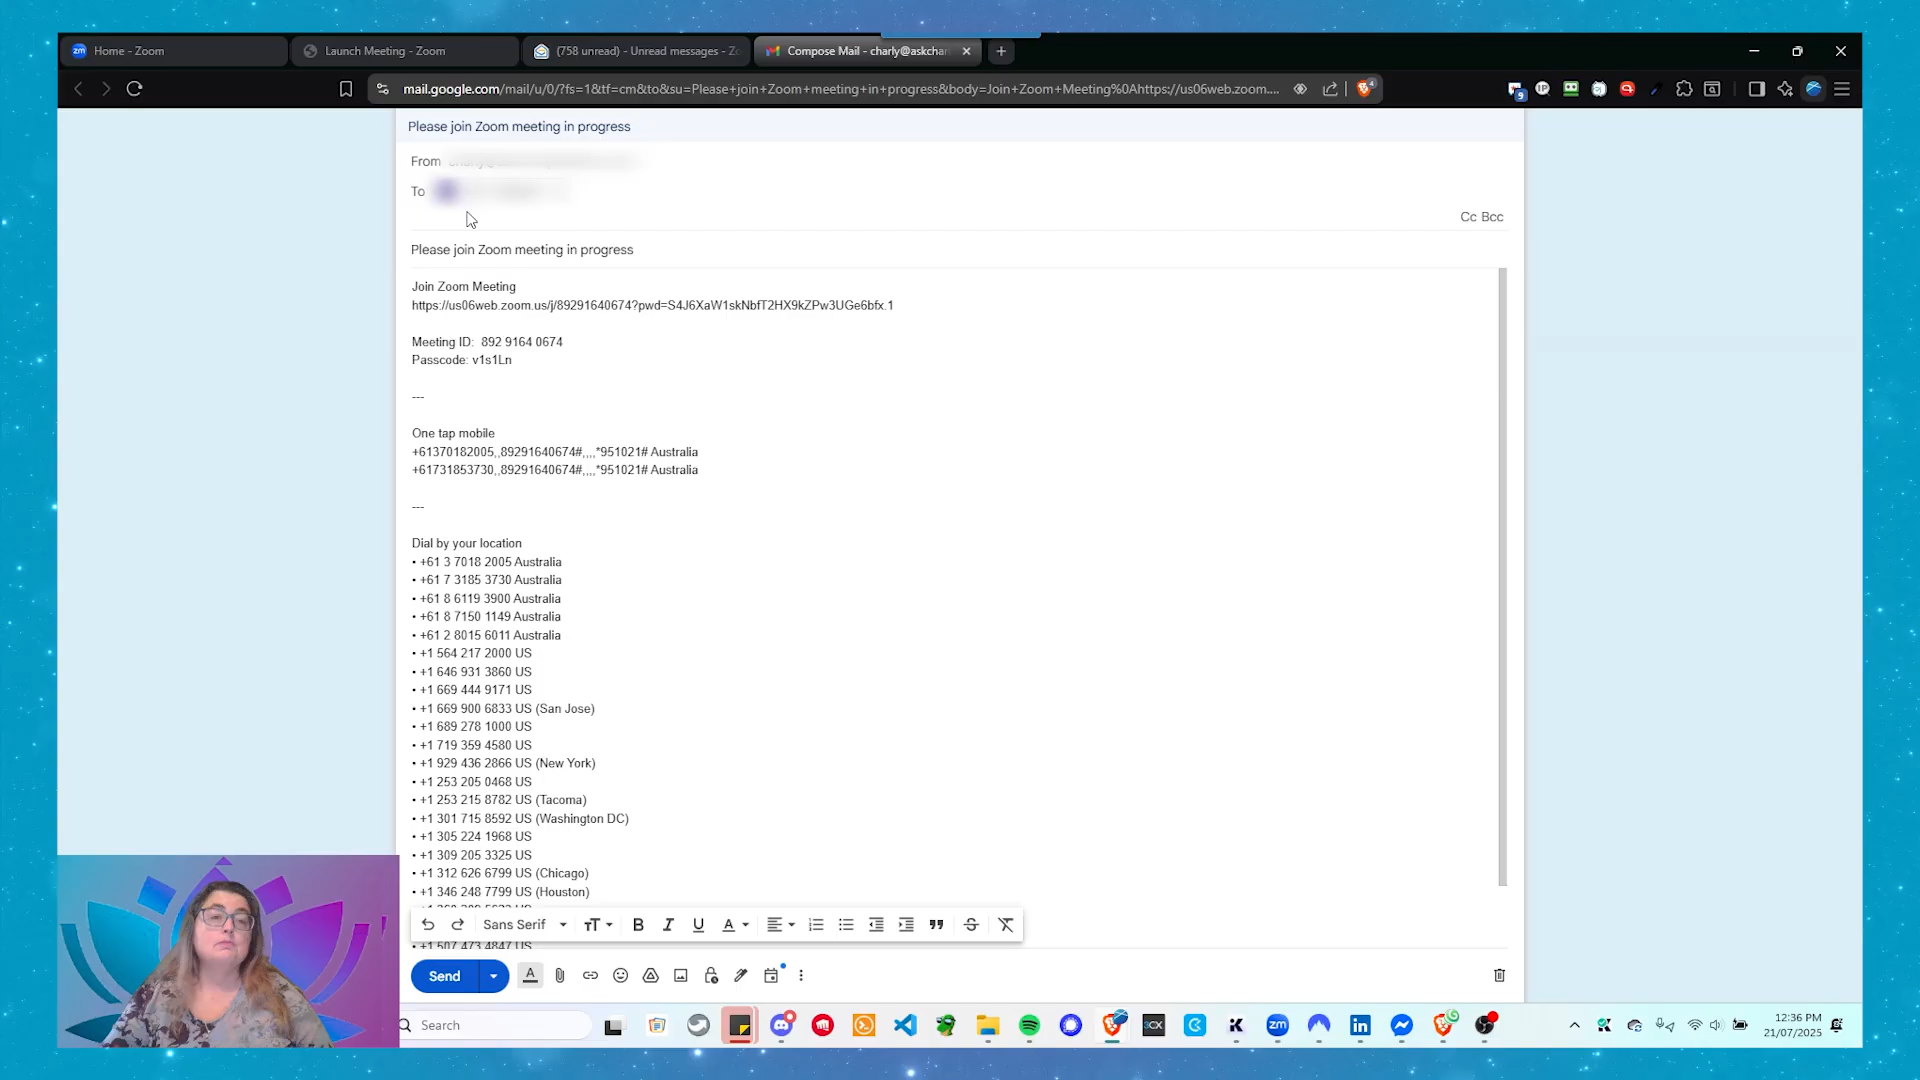 Home - Zoom
Launch Meeting - Zoom
(758 unread) - Unread messages - Zo
Compose Mail - charly@askchar
mail.google.com/mail/u/0/?fs=1&tf=cm&to&su=Please+join+Zoom+meeting+in+progress&body=Join+Zoom+Meeting%0Ahttps://us06web.zoom....
Please join Zoom meeting in progress
From
To
Cc Bcc
Please join Zoom meeting in progress
Join Zoom Meeting
https://us06web.zoom.us/j/89291640674?pwd=S4J6XaW1skNbfT2HX9kZPw3UGe6bfx.1
Meeting ID: 892 9164 0674
Passcode: v1s1Ln
---
One tap mobile
+61370182005,,89291640674#,,,,*951021# Australia
+61731853730,,89291640674#,,,,*951021# Australia
---
Dial by your location
• +61 3 7018 2005 Australia
• +61 7 3185 3730 Australia
• +61 8 6119 3900 Australia
• +61 8 7150 1149 Australia
• +61 2 8015 6011 Australia
• +1 564 217 2000 US
• +1 646 931 3860 US
• +1 669 444 9171 US
• +1 669 900 6833 US (San Jose)
• +1 689 278 1000 US
• +1 719 359 4580 US
• +1 929 436 2866 US (New York)
• +1 253 205 0468 US
• +1 253 215 8782 US (Tacoma)
• +1 301 715 8592 US (Washington DC)
• +1 305 224 1968 US
• +1 309 205 3325 US
• +1 312 626 6799 US (Chicago)
• +1 346 248 7799 US (Houston)
Sans Serif
• +1 507 473 4847 US
Send
Search
12:36 PM
21/07/2025